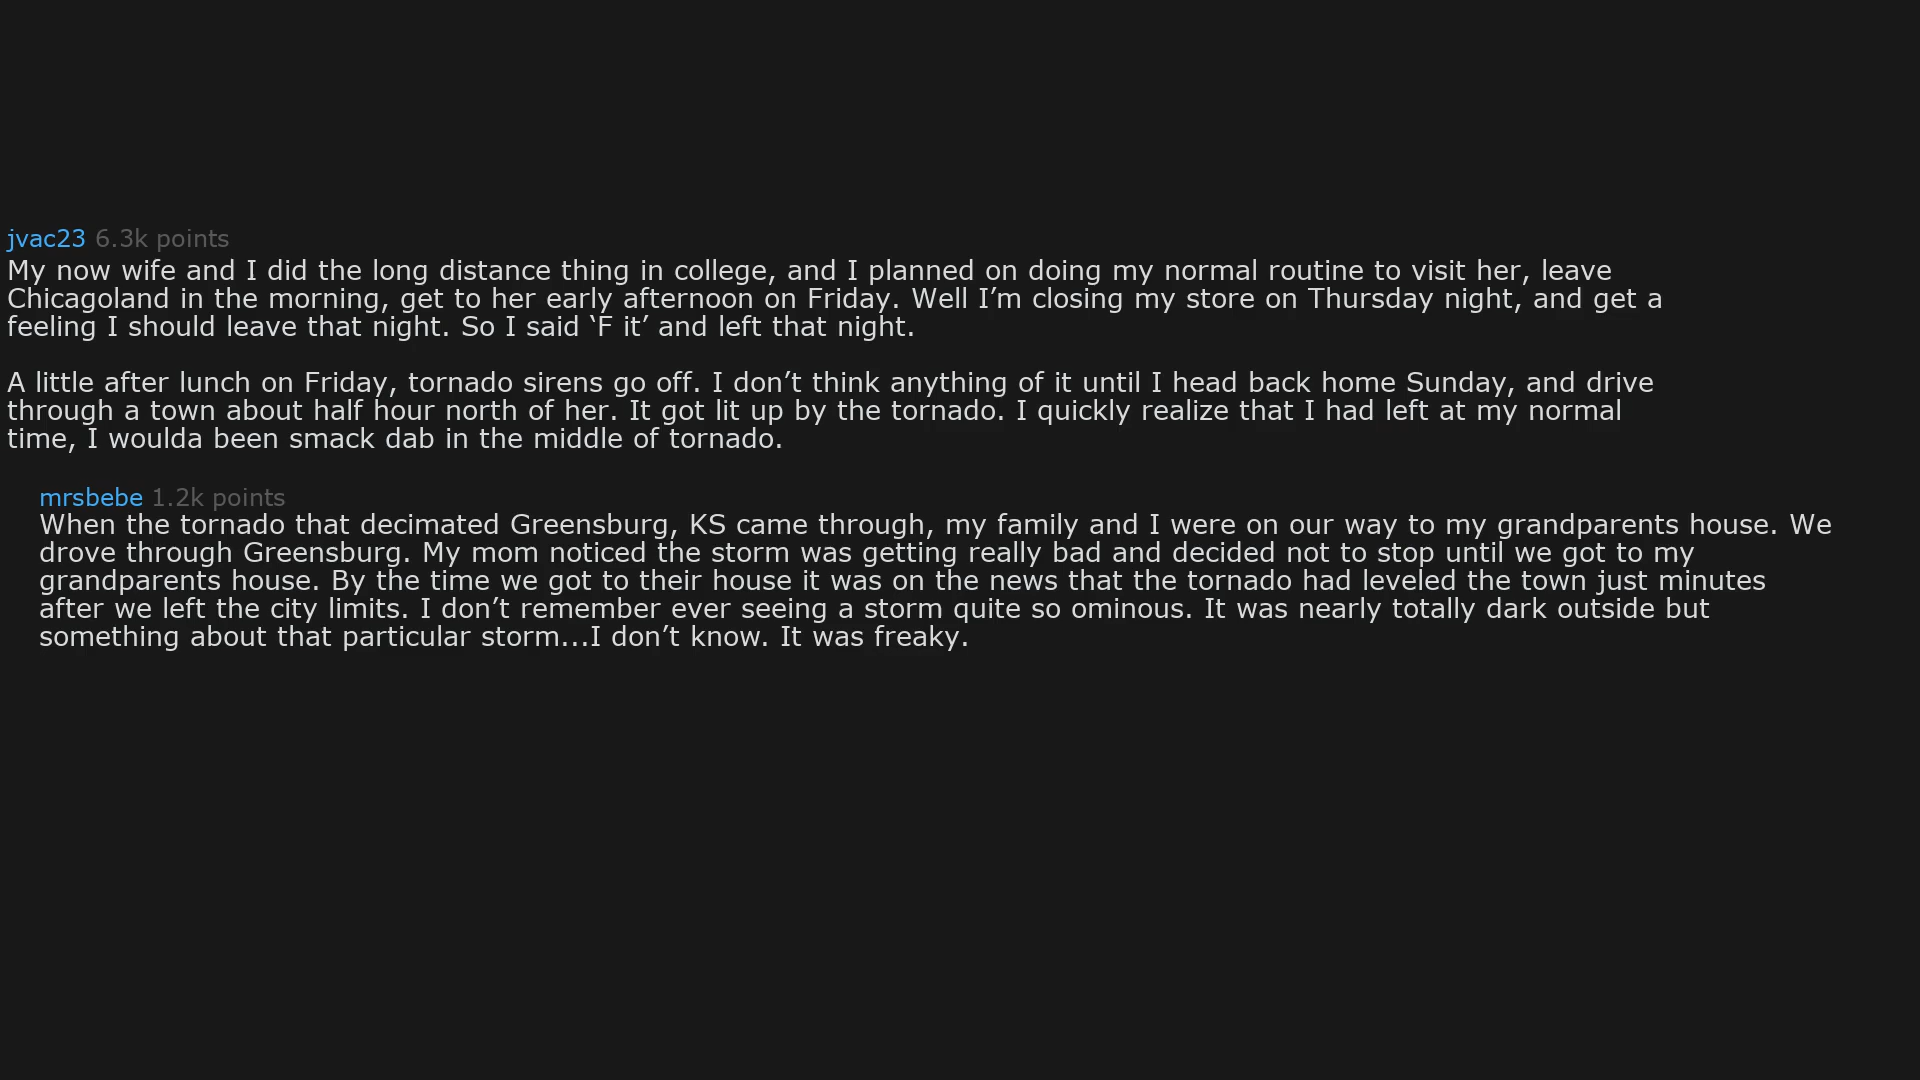 jvac23 6.3k points
My now wife and I did the long distance thing in college, and I planned on doing my normal routine to visit her, leave
Chicagoland in the morning, get to her early afternoon on Friday. Well I’m closing my store on Thursday night, and get a
feeling I should leave that night. So I said ‘F it’ and left that night.
A little after lunch on Friday, tornado sirens go off. I don’t think anything of it until I head back home Sunday, and drive
through a town about half hour north of her. It got lit up by the tornado. I quickly realize that I had left at my normal
time, I woulda been smack dab in the middle of tornado.
mrsbebe 1.2k points
When the tornado that decimated Greensburg, KS came through, my family and I were on our way to my grandparents house. We
drove through Greensburg. My mom noticed the storm was getting really bad and decided not to stop until we got to my
grandparents house. By the time we got to their house it was on the news that the tornado had leveled the town just minutes
after we left the city limits. I don’t remember ever seeing a storm quite so ominous. It was nearly totally dark outside but
something about that particular storm...I don’t know. It was freaky.